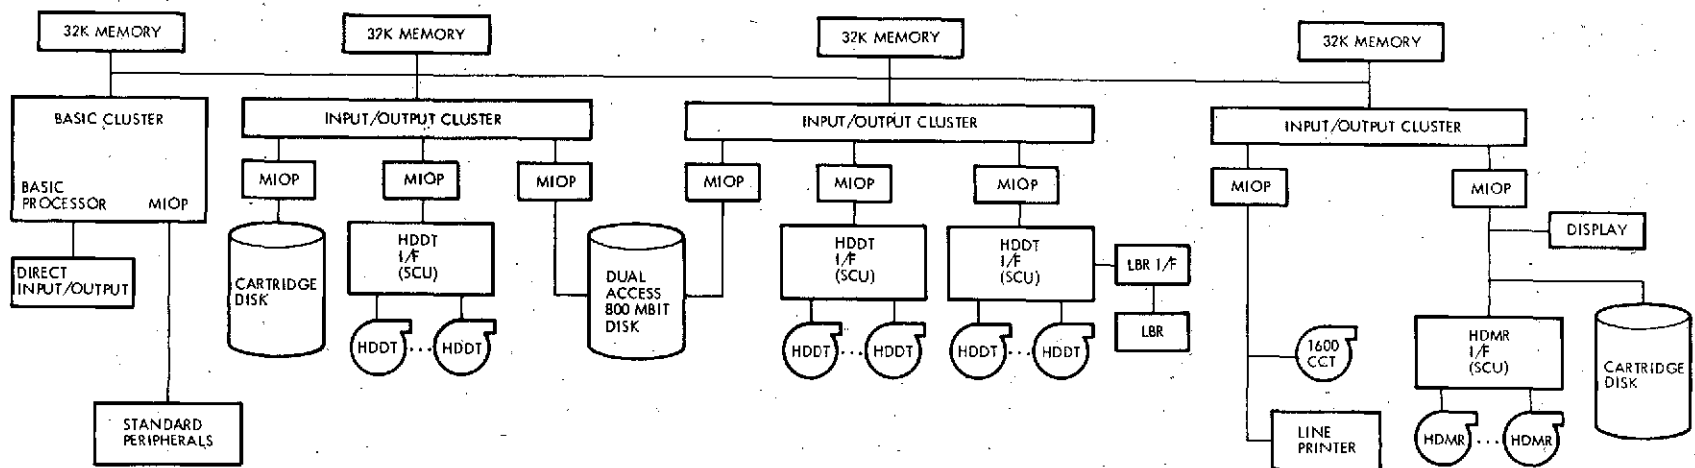 32K MEMORY
32K MEMORY
32K MEMORY
32K MEMORY
BASIC CLUSTER
BASIC
PROCESSOR
MIOP
DIRECT
INPUT/OUTPUT
STANDARD
PERIPHERALS
INPUT/OUTPUT CLUSTER
MIOP
MIOP
MIOP
CARTRIDGE
DISK
HDDT
I/F
(SCU)
HDDT
...
HDDT
DUAL
ACCESS
800 MBIT
DISK
INPUT/OUTPUT CLUSTER
MIOP
MIOP
MIOP
HDDT
I/F
(SCU)
HDDT
...
HDDT
HDDT
I/F
(SCU)
HDDT
...
HDDT
LBR I/F
LBR
INPUT/OUTPUT CLUSTER
MIOP
MIOP
1600
CCT
LINE
PRINTER
DISPLAY
HDMR
I/F
(SCU)
HDMR
...
HDMR
CARTRIDGE
DISK